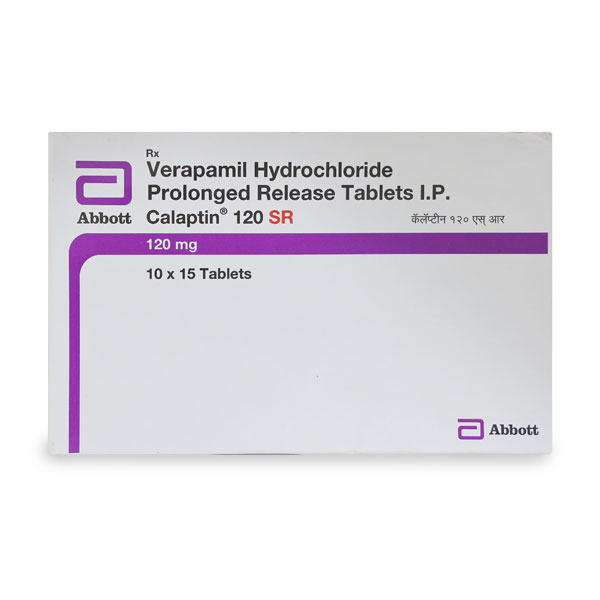 Rx
Verapamil Hydrochloride
Prolonged Release Tablets I.P.
Abbott
Calaptin® 120 SR
कॅलॅप्टीन १२० एस् आर
120 mg
10 x 15 Tablets
Abbott